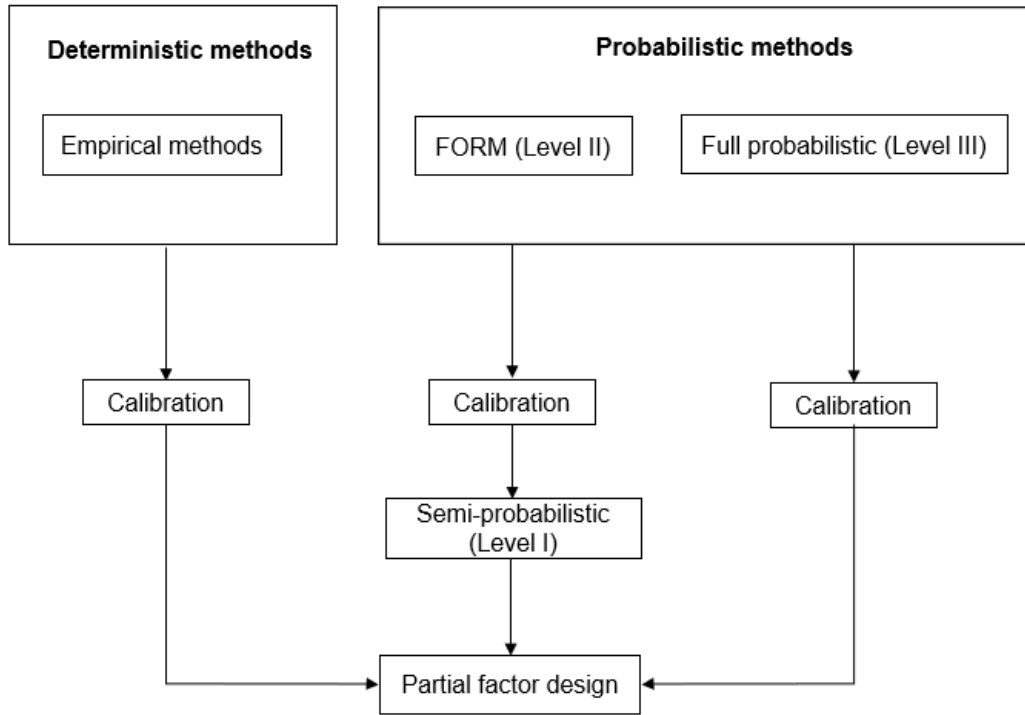 Deterministic methods
Probabilistic methods
Empirical methods
FORM (Level II)
Full probabilistic (Level III)
Calibration
Calibration
Calibration
Semi-probabilistic
(Level I)
Partial factor design